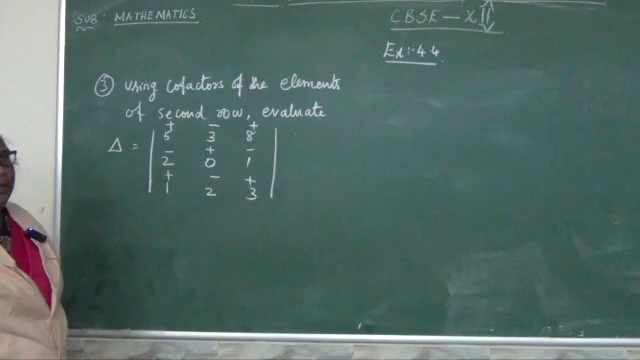 SUB: MATHEMATICS
CBSE - XII
Ex:- 4.4
③ Using cofactors of the elements
of second row, evaluate
+ - +
5 3 8
- + -
Δ = | 2 0 1 |
+ - +
1 2 3